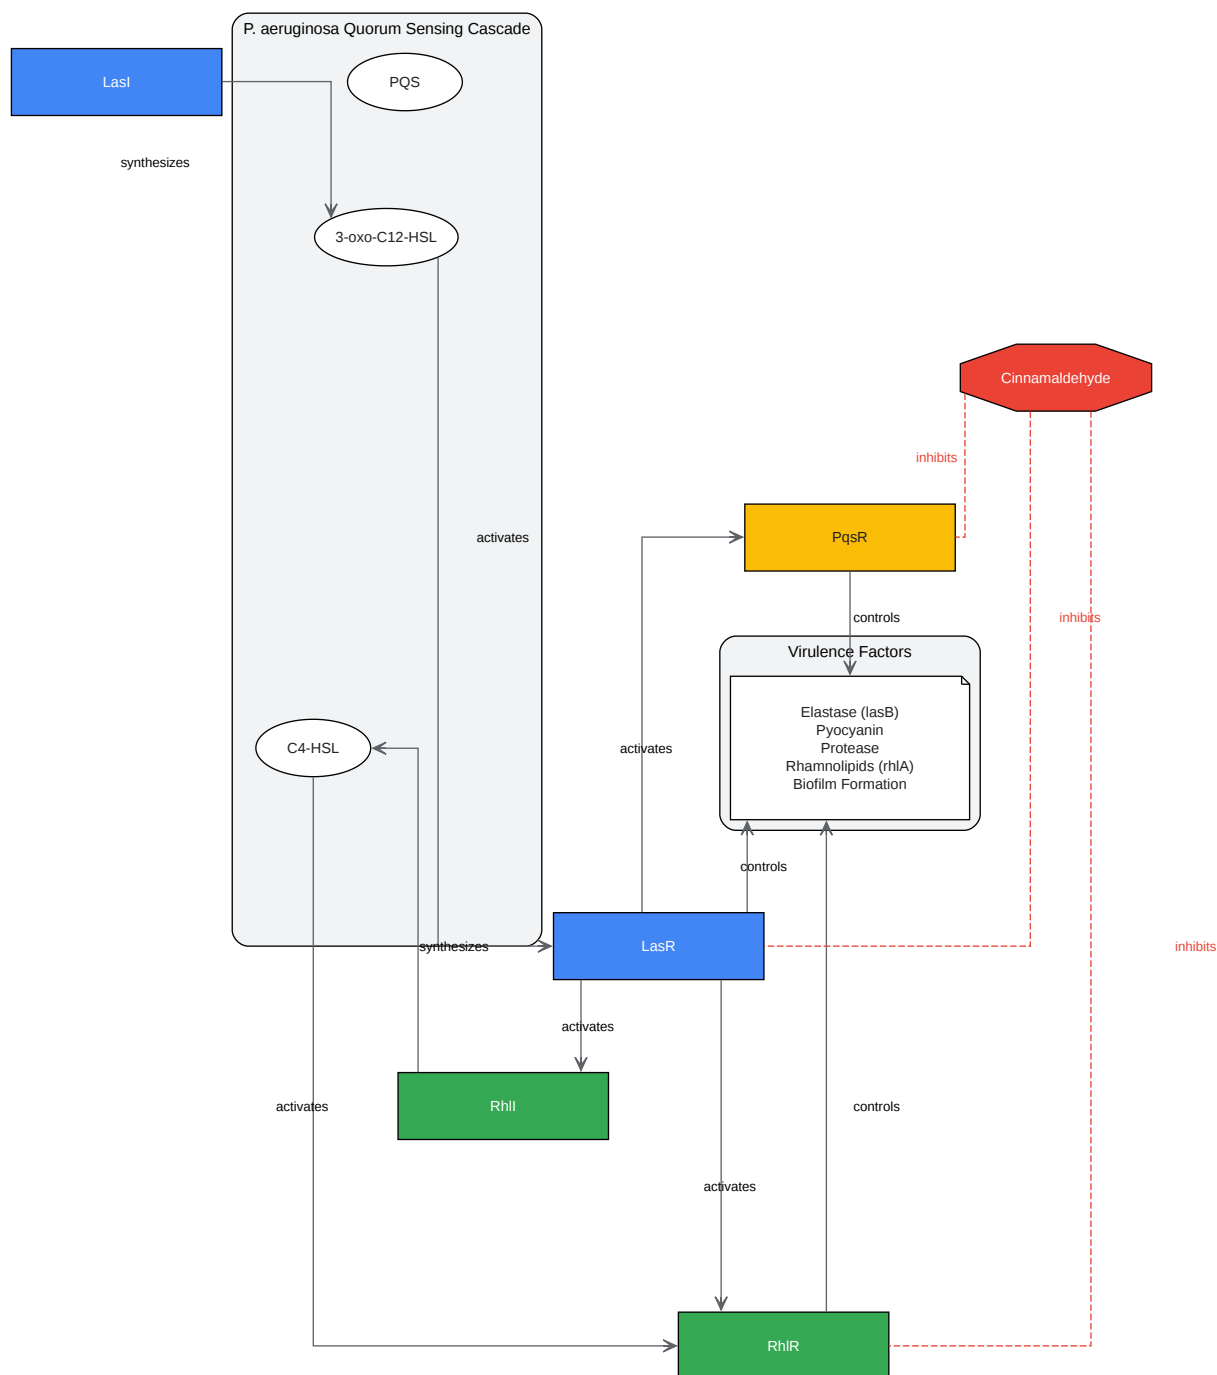 P. aeruginosa Quorum Sensing Cascade
LasI
PQS
synthesizes
3-oxo-C12-HSL
Cinnamaldehyde
inhibits
activates
PqsR
controls
inhibits
Virulence Factors
Elastase (lasB)
Pyocyanin
Protease
Rhamnolipids (rhlA)
Biofilm Formation
C4-HSL
activates
controls
synthesizes
LasR
inhibits
activates
RhlI
activates
controls
activates
RhlR